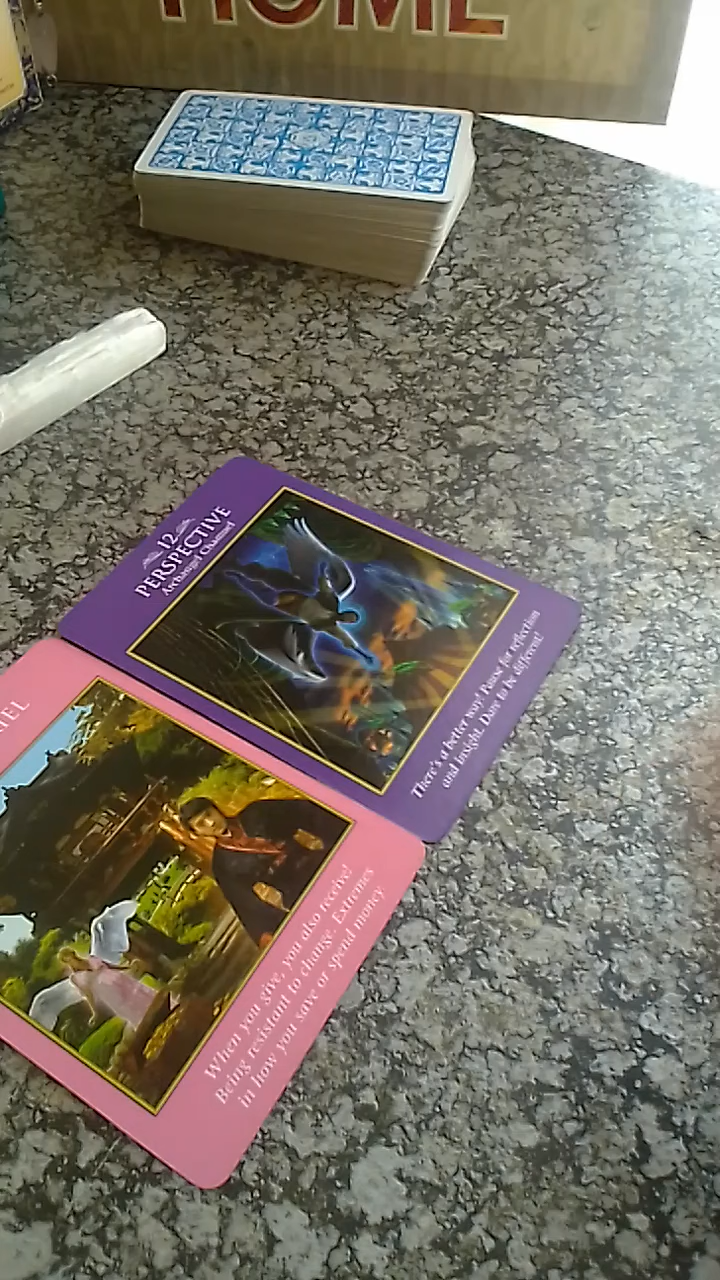 HOME
12
PERSPECTIVE
Archangel Chamuel
There's a better way! Pause for reflection
and insight. Dare to be different!
When you give, you also receive!
Being resistant to change. Extremes
in how you save or spend money